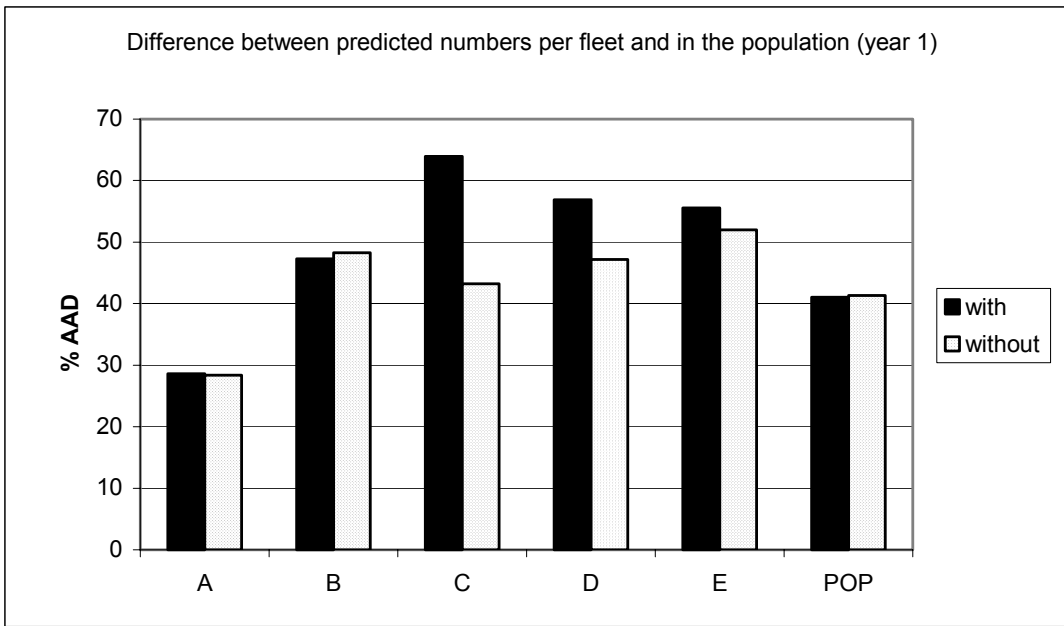 Difference between predicted numbers per fleet and in the population (year 1)
70
60
50
40
30
20
10
0
% AAD
A B C D E POP
with
without